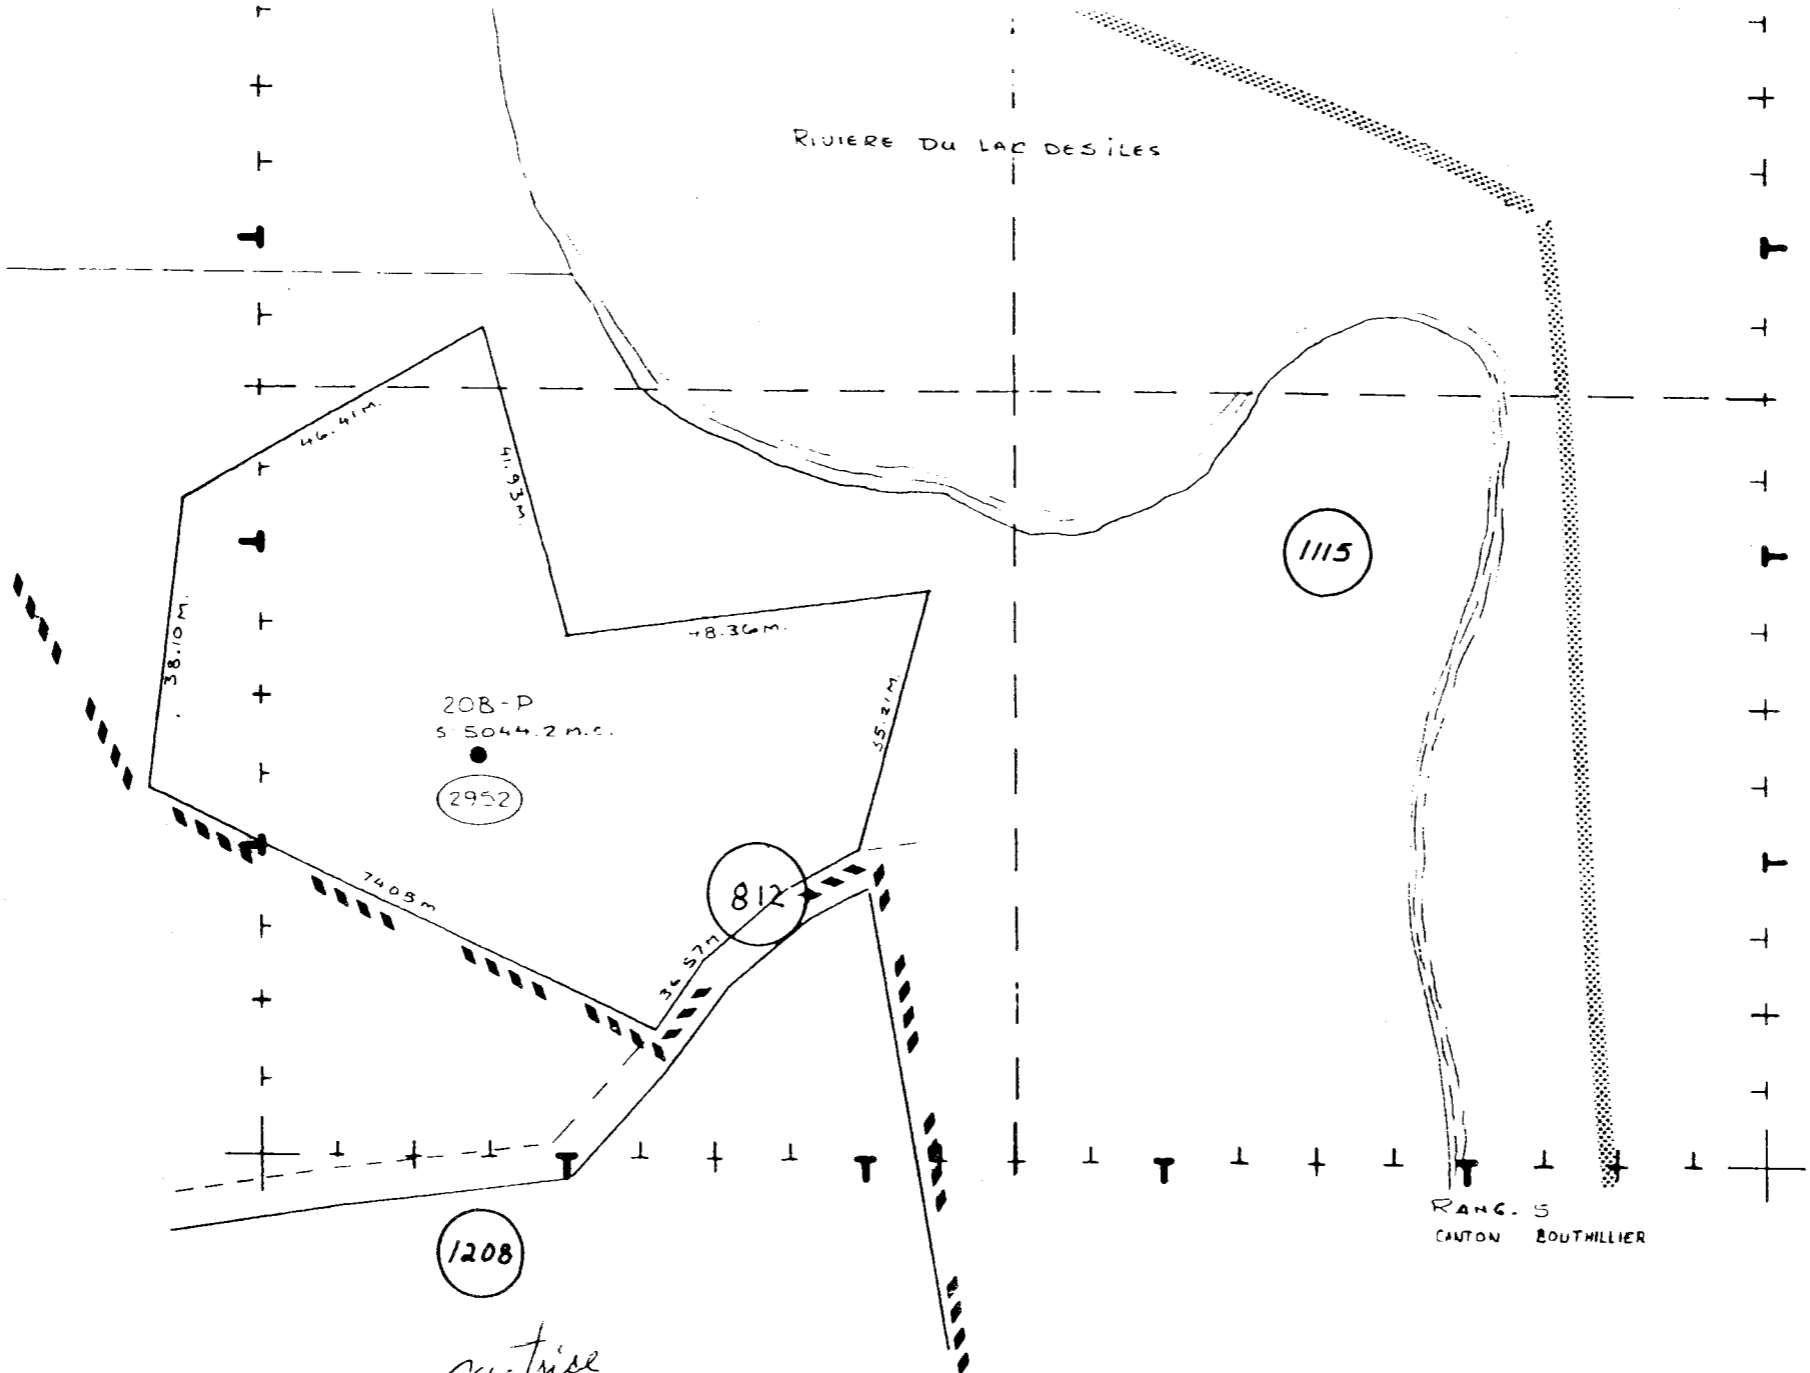 RIVIERE DU LAC DES iLES
46.41M.
41.93M.
1115
38.10M.
48.36M.
20B-P
S 5044.2 M.C.
2952
35.21M.
7405m
812
36 57M
RANG. 5
CANTON BOUTHILLIER
1208